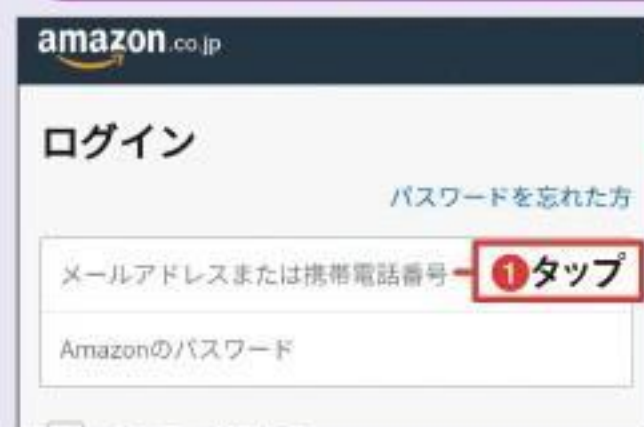 amazon.co.jp
ログイン
パスワードを忘れた方
メールアドレスまたは携帯電話番号 ❶タップ
Amazonのパスワード